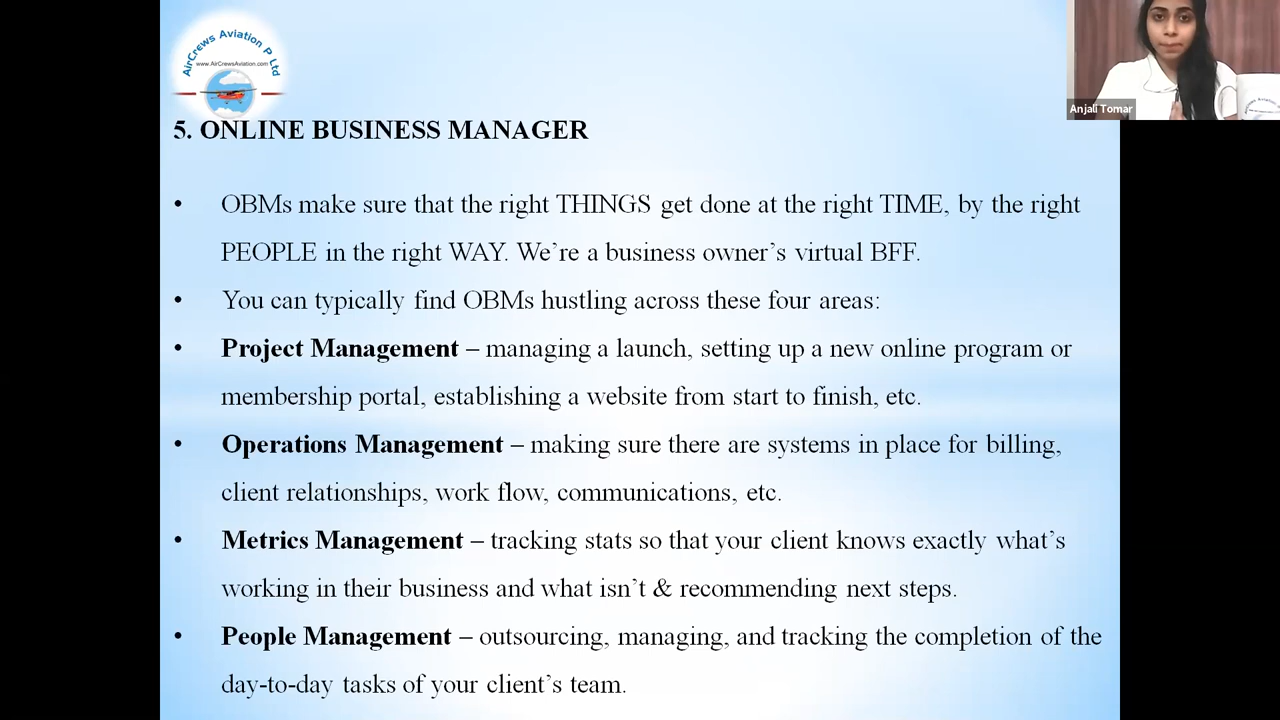 AirCrews Aviation P Ltd
www.AirCrewsAviation.com
Anjali Tomar
5. ONLINE BUSINESS MANAGER
• OBMs make sure that the right THINGS get done at the right TIME, by the right
PEOPLE in the right WAY. We’re a business owner’s virtual BFF.
• You can typically find OBMs hustling across these four areas:
• Project Management – managing a launch, setting up a new online program or
membership portal, establishing a website from start to finish, etc.
• Operations Management – making sure there are systems in place for billing,
client relationships, work flow, communications, etc.
• Metrics Management – tracking stats so that your client knows exactly what’s
working in their business and what isn’t & recommending next steps.
• People Management – outsourcing, managing, and tracking the completion of the
day-to-day tasks of your client’s team.